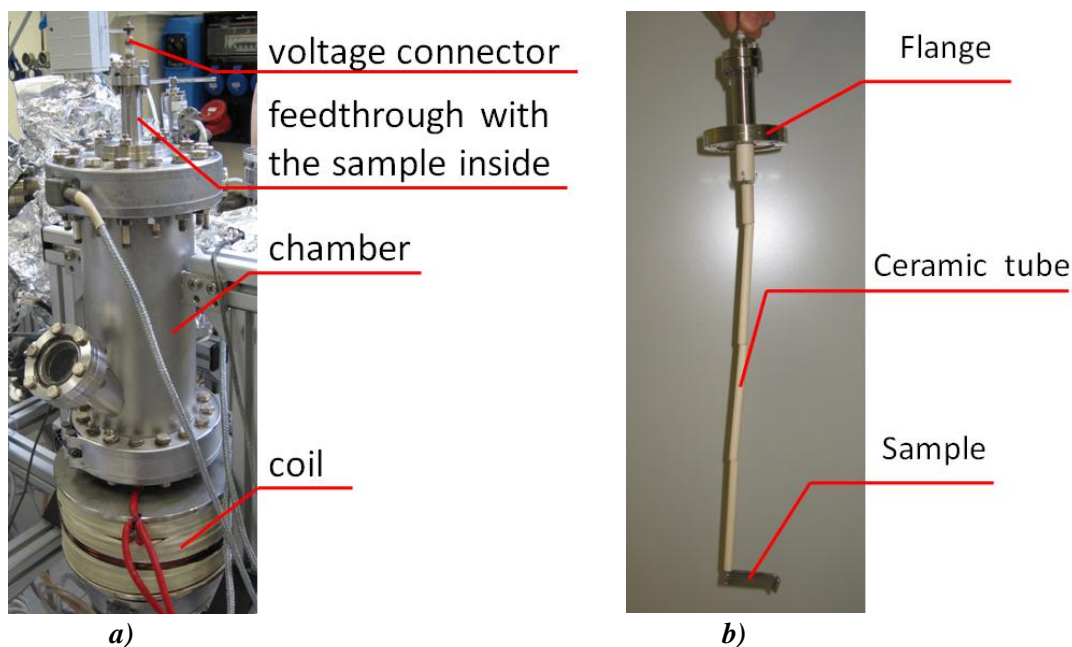 voltage connector
feedthrough with
the sample inside
chamber
coil
a)
Flange
Ceramic tube
Sample
b)